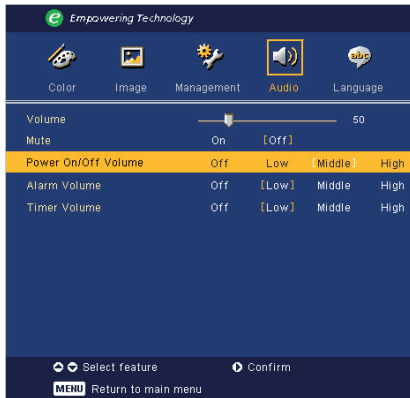 e Empowering Technology
Color Image Management Audio abc Language
Volume 50
Mute On [Off]
Power On/Off Volume Off Low [Middle] High
Alarm Volume Off [Low] Middle High
Timer Volume Off [Low] Middle High
Select feature Confirm
MENU Return to main menu